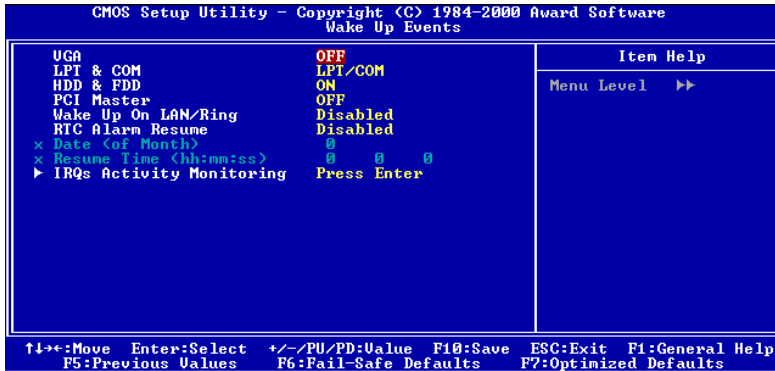 CMOS Setup Utility – Copyright (C) 1984-2000 Award Software
Wake Up Events
VGA OFF
LPT & COM LPT/COM
HDD & FDD ON
PCI Master OFF
Wake Up On LAN/Ring Disabled
RTC Alarm Resume Disabled
x Date (of Month) 0
x Resume Time (hh:mm:ss) 0 0 0
▶ IRQs Activity Monitoring Press Enter
Item Help
Menu Level ▶▶
↑↓→←:Move Enter:Select +/-/PU/PD:Value F10:Save ESC:Exit F1:General Help
F5:Previous Values F6:Fail-Safe Defaults F7:Optimized Defaults